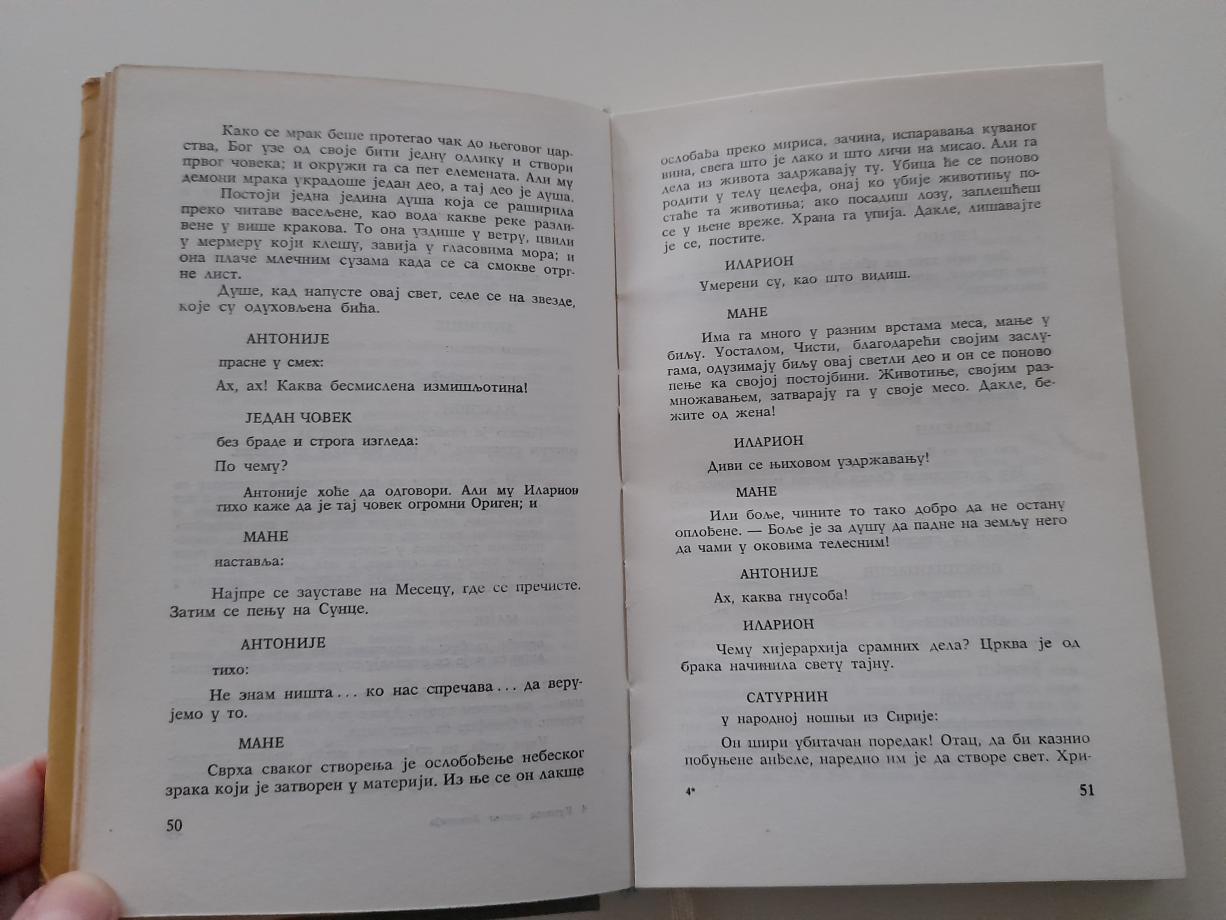 Како се мрак беше протегао чак до његовог цар-
ства, Бог узе од своје бити једну одлику и створи
првог човека; и окружи га са пет елемената. Али му
демони мрака украдоше један део, а тај део је душа.
Постоји једна једина душа која се раширила
преко читаве васељене, као вода какве реке разли-
вене у више кракова. То она уздише у ветру, цвили
у мермеру који клешу, завија у гласовима мора; и
она плаче млечним сузама када се са смокве отрг-
не лист.
Душе, кад напусте овај свет, селе се на звезде,
које су одуховљена бића.
АНТОНИЈЕ
прасне у смех:
Ах, ах! Каква бесмислена измишљотина!
ЈЕДАН ЧОВЕК
без браде и строга изгледа:
По чему?
Антоније хоће да одговори. Али му Иларион
тихо каже да је тај човек огромни Ориген; и
МАНЕ
наставља:
Најпре се зауставе на Месецу, где се пречисте.
Затим се пењу на Сунце.
АНТОНИЈЕ
тихо:
Не знам ништа... ко нас спречава... да веру-
јемо у то.
МАНЕ
Сврха сваког створења је ослобођење небеског
зрака који је затворен у материји. Из ње се он лакше
50
ослобађа преко мириса, зачина, испаравања куваног
вина, свега што је лако и што личи на мисао. Али га
дела из живота задржавају ту. Убица ће се поново
родити у телу целефа, онај ко убије животињу по-
стаће та животиња; ако посадиш лозу, заплешћеш
се у њене вреже. Храна га упија. Дакле, лишавајте
је се, постите.
ИЛАРИОН
Умерени су, као што видиш.
МАНЕ
Има га много у разним врстама меса, мање у
биљу. Уосталом, Чисти, благодарећи својим заслу-
гама, одузимају биљу овај светли део и он се поново
пење ка својој постојбини. Животиње, својим раз-
множавањем, затварају га у своје месо. Дакле, бе-
жите од жена!
ИЛАРИОН
Диви се њиховом уздржавању!
МАНЕ
Или боље, чините то тако добро да не остану
оплођене. — Боље је за душу да падне на земљу него
да чами у оковима телесним!
АНТОНИЈЕ
Ах, каква гнусоба!
ИЛАРИОН
Чему хијерархија срамних дела? Црква је од
брака начинила свету тајну.
САТУРНИН
у народној ношњи из Сирије:
Он шири убитачан поредак! Отац, да би казнио
побуњене анђеле, наредио им је да створе свет. Хри-
4*
51